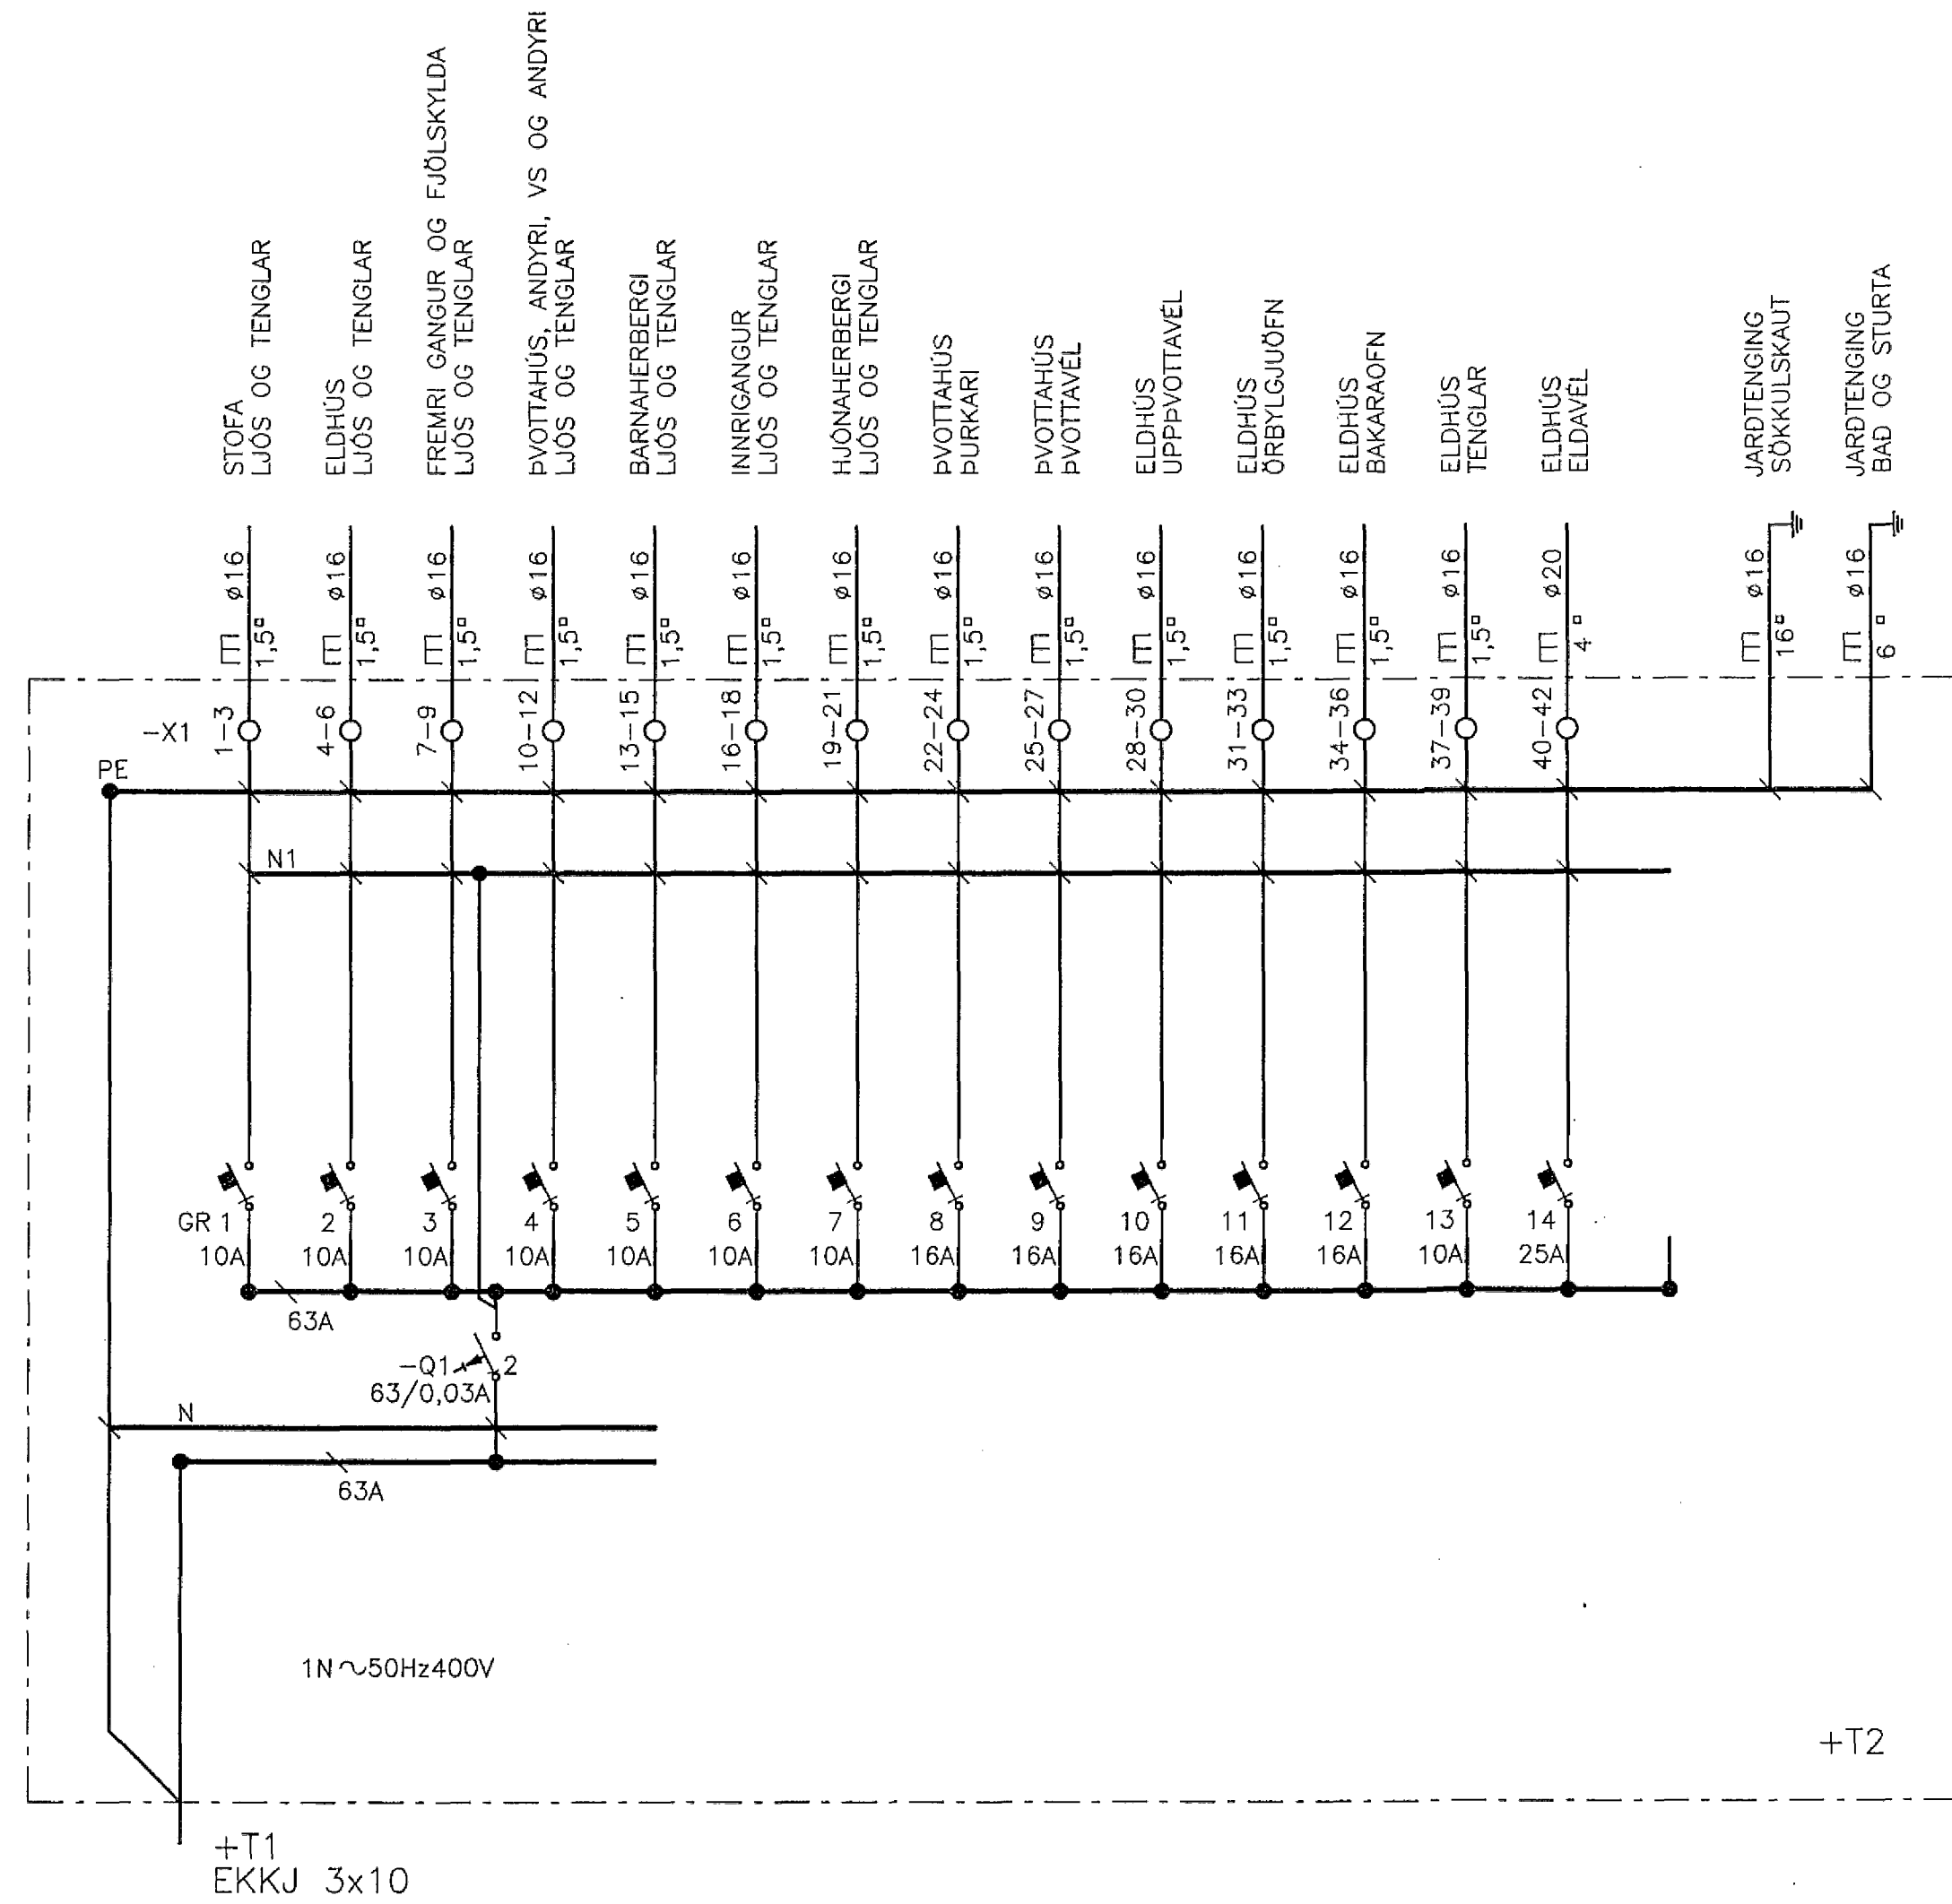 STOFA
LJÓS OG TENGLAR
ELDHÚS
LJÓS OG TENGLAR
FREMRI GANGUR OG FJÖLSKYLDA
LJÓS OG TENGLAR
ÞVOTTAHÚS, ANDYRI, VS OG ANDYRI
LJÓS OG TENGLAR
BARNAHERBERGI
LJÓS OG TENGLAR
INNRIGANGUR
LJÓS OG TENGLAR
HJÓNAHERBERGI
LJÓS OG TENGLAR
ÞVOTTAHÚS
ÞURKARI
ÞVOTTAHÚS
ÞVOTTAVÉL
ELDHÚS
UPPÞVOTTAVÉL
ELDHÚS
ÖRBYLGJUÖFN
ELDHÚS
BAKARAOFN
ELDHÚS
TENGLAR
ELDHÚS
ELDAVÉL
JARÐTENGING
SÖKKULSKAUT
JARÐTENGING
BAÐ OG STURTA
ø16
1,5▫
ø16
1,5▫
ø16
1,5▫
ø16
1,5▫
ø16
1,5▫
ø16
1,5▫
ø16
1,5▫
ø16
1,5▫
ø16
1,5▫
ø16
1,5▫
ø16
1,5▫
ø16
1,5▫
ø16
1,5▫
ø20
4 ▫
ø16
16▫
ø16
6 ▫
-X1
1-3
4-6
7-9
10-12
13-15
16-18
19-21
22-24
25-27
28-30
31-33
34-36
37-39
40-42
PE
N1
GR 1
2
3
4
5
6
7
8
9
10
11
12
13
14
10A
10A
10A
10A
10A
10A
10A
16A
16A
16A
16A
16A
10A
25A
63A
-Q1
2
63/0,03A
N
63A
1N∼50Hz400V
+T2
+T1
EKKJ 3x10